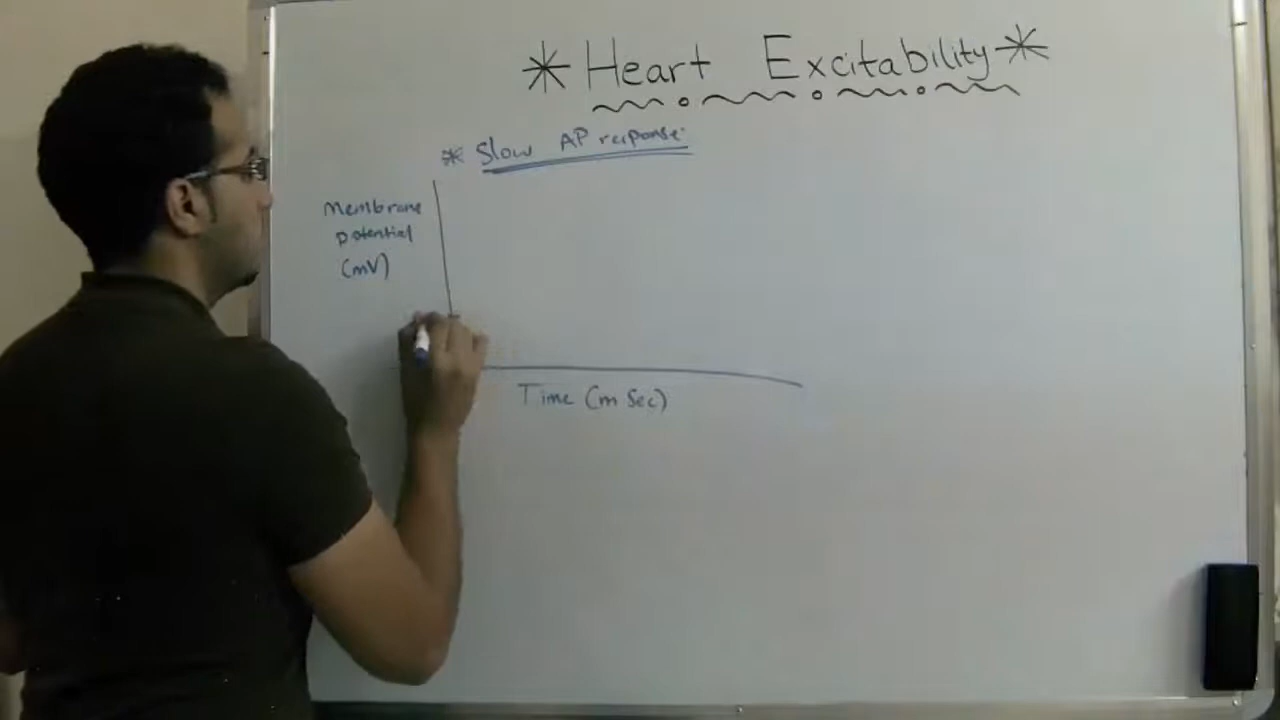 *Heart Excitability*
* Slow AP response:
Membrane
potential
(mV)
Time (m Sec)